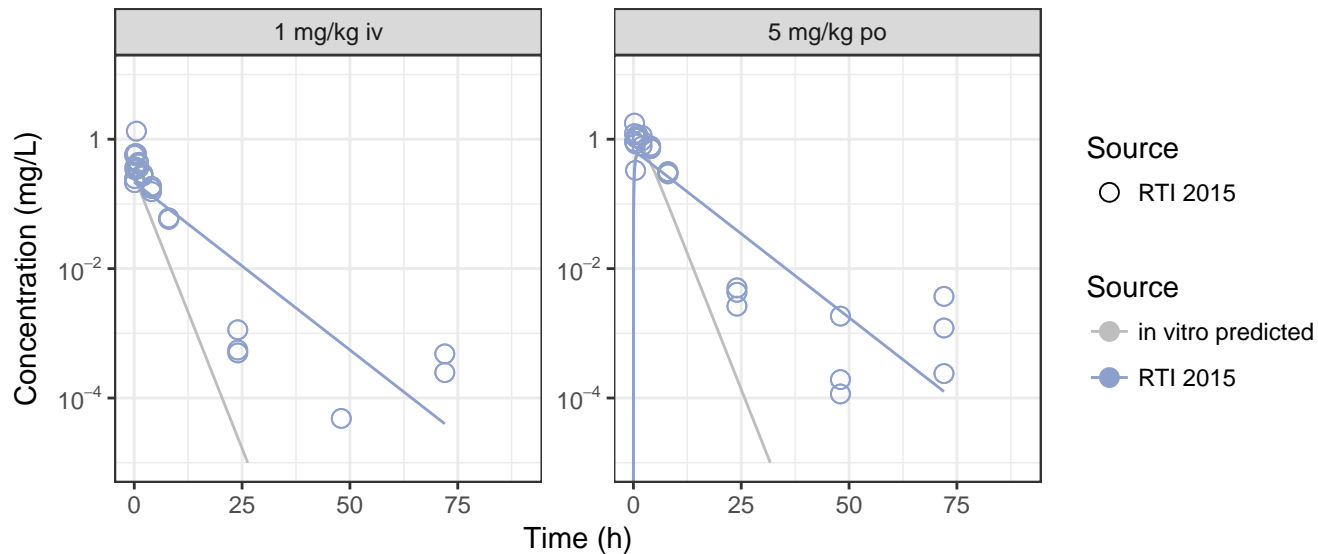 1 mg/kg iv
5 mg/kg po
Concentration (mg/L)
1
10−2
10−4
1
10−2
10−4
0 25 50 75
0 25 50 75
Time (h)
Source
RTI 2015
Source
in vitro predicted
RTI 2015